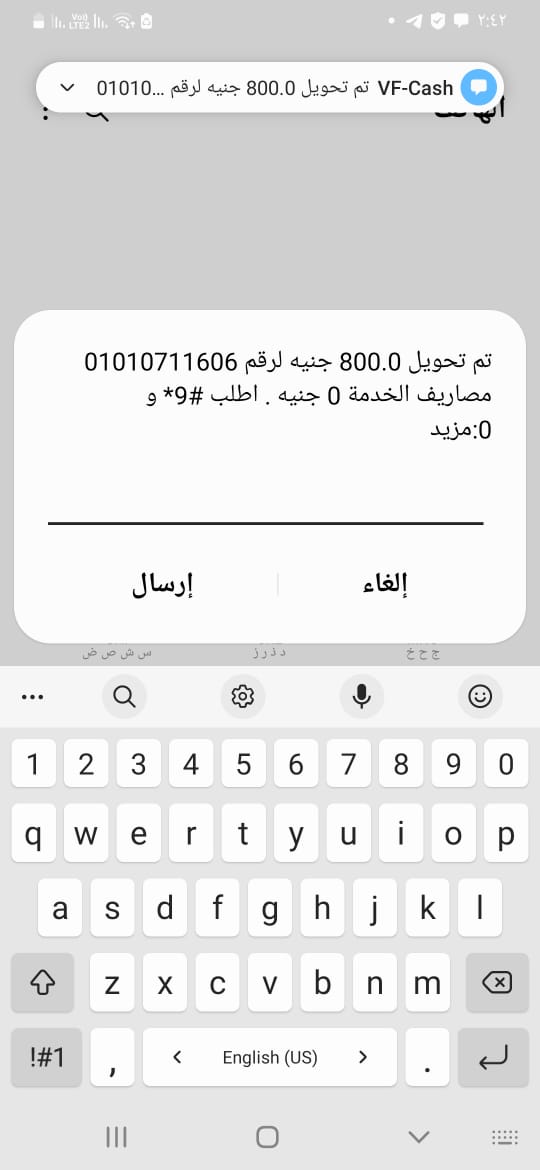 ٢:٤٢
VoLTE2
VF-Cash تم تحويل 800.0 جنيه لرقم 01010...
الهاتف
تم تحويل 800.0 جنيه لرقم 01010711606
مصاريف الخدمة 0 جنيه . اطلب #9* و
0:مزيد
إلغاء
إرسال
س ش ص ض
د ذ ر ز
ج ح خ
1 2 3 4 5 6 7 8 9 0
q w e r t y u i o p
a s d f g h j k l
z x c v b n m
!#1 , < English (US) > .